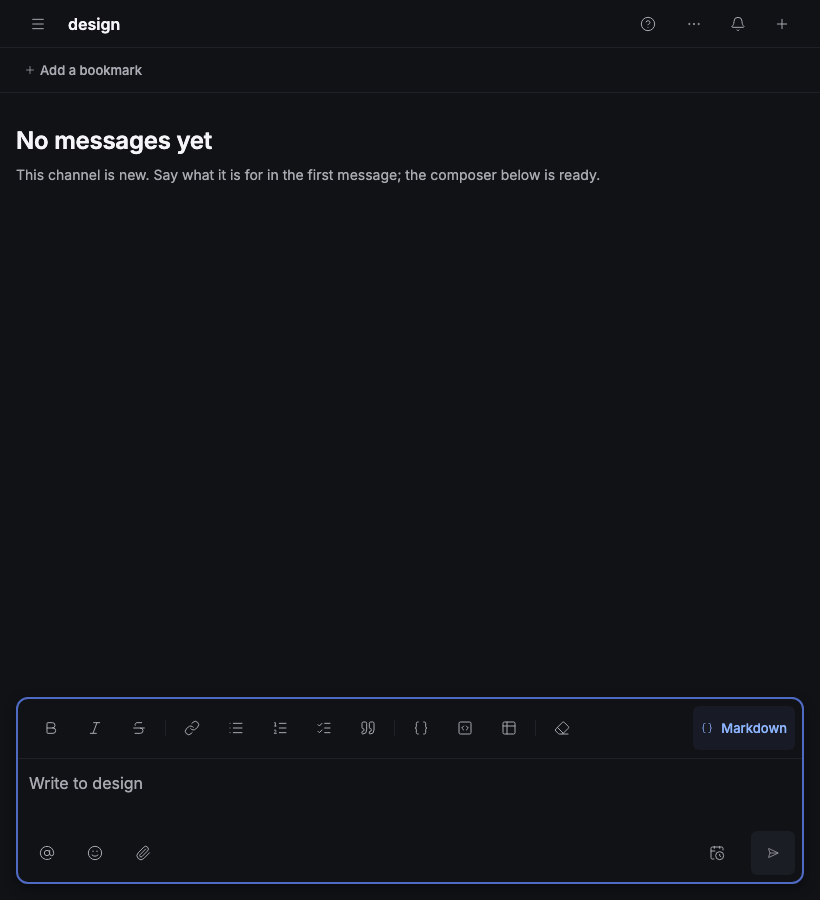 design
Add a bookmark
No messages yet
This channel is new. Say what it is for in the first message; the composer below is ready.
Markdown
Write to design